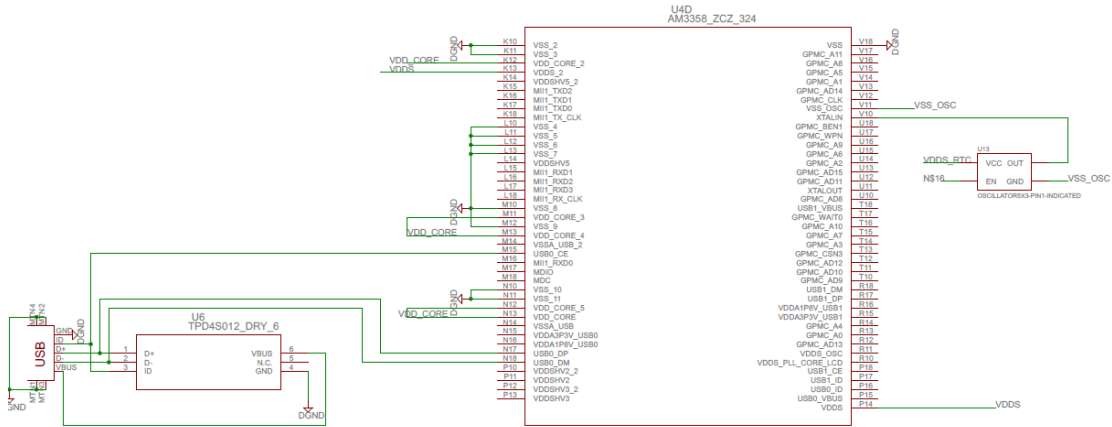 U4D
AM3358_ZCZ_324
K10 VSS_2
K11 VSS_3
K12 VDD_CORE_2
K13 VDDS_2
K14 VDDSHV5_2
K15 MII1_TXD2
K16 MII1_TXD1
K17 MII1_TXD0
K18 MII1_TX_CLK
L10 VSS_4
L11 VSS_5
L12 VSS_6
L13 VSS_7
L14 VDDSHV5
L15 MII1_RXD1
L16 MII1_RXD2
L17 MII1_RXD3
L18 MII1_RX_CLK
M10 VSS_8
M11 VDD_CORE_3
M12 VSS_9
M13 VDD_CORE_4
M14 VSSA_USB_2
M15 USB0_CE
M16 MII1_RXD0
M17 MDIO
M18 MDC
N10 VSS_10
N11 VSS_11
N12 VDD_CORE_5
N13 VDD_CORE
N14 VSSA_USB
N15 VDDA3P3V_USB0
N16 VDDA1P8V_USB0
N17 USB0_DP
N18 USB0_DM
P10 VDDSHV2_2
P11 VDDSHV2
P12 VDDSHV3_2
P13 VDDSHV3
VSS V18
GPMC_A11 V17
GPMC_A8 V16
GPMC_A5 V15
GPMC_A1 V14
GPMC_AD14 V13
GPMC_CLK V12
VSS_OSC V11
XTALIN V10
GPMC_BEN1 U18
GPMC_WPN U17
GPMC_A9 U16
GPMC_A6 U15
GPMC_A2 U14
GPMC_AD15 U13
GPMC_AD11 U12
XTALOUT U11
GPMC_AD8 U10
USB1_VBUS T18
GPMC_WAIT0 T17
GPMC_A10 T16
GPMC_A7 T15
GPMC_A3 T14
GPMC_CSN3 T13
GPMC_AD12 T12
GPMC_AD10 T11
GPMC_AD9 T10
USB1_DM R18
USB1_DP R17
VDDA1P8V_USB1 R16
VDDA3P3V_USB1 R15
GPMC_A4 R14
GPMC_A0 R13
GPMC_AD13 R12
VDDS_OSC R11
VDDS_PLL_CORE_LCD R10
USB1_CE P18
USB1_ID P17
USB0_ID P16
USB0_VBUS P15
VDDS P14
DGND
VDD_CORE
VDDS
DGND
VDD_CORE
DGND
VDD_CORE
DGND
VSS_OSC
VDDS
U13
VDDS_RTC
VCC OUT
N$16
EN GND
VSS_OSC
OSCILLATOR5X3-PIN1-INDICATED
U6
TPD4S012_DRY_6
D+ 1
D- 2
ID 3
VBUS 6
N.C. 5
GND 4
DGND
MTN4
MTN2
USB
GND
ID
D+
D-
VBUS
MTN1
MTN3
DGND
GND